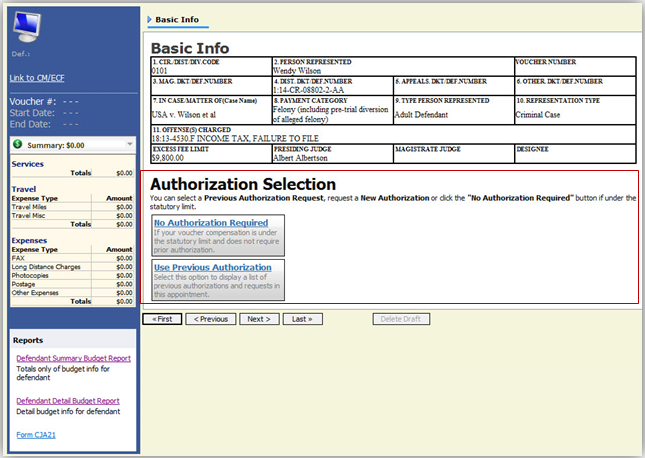 Def.:
Link to CM/ECF
Voucher #: ---
Start Date: ---
End Date: ---
Summary: $0.00
Services
Totals $0.00
Travel
Expense Type Amount
Travel Miles $0.00
Travel Misc $0.00
Totals $0.00
Expenses
Expense Type Amount
FAX $0.00
Long Distance Charges $0.00
Photocopies $0.00
Postage $0.00
Other Expenses $0.00
Totals $0.00
Reports
Defendant Summary Budget Report
Totals only of budget info for
defendant
Defendant Detail Budget Report
Detail budget info for defendant
Form CJA21
Basic Info
Basic Info
1. CIR./DIST/DIV.CODE 2. PERSON REPRESENTED VOUCHER NUMBER
0101 Wendy Wilson
3. MAG. DKT/DEF.NUMBER 4. DIST. DKT/DEF.NUMBER 5. APPEALS. DKT/DEF.NUMBER 6. OTHER. DKT/DEF.NUMBER
1:14-CR-08802-2-AA
7. IN CASE/MATTER OF(Case Name) 8. PAYMENT CATEGORY 9. TYPE PERSON REPRESENTED 10. REPRESENTATION TYPE
USA v. Wilson et al Felony (including pre-trial diversion of alleged felony) Adult Defendant Criminal Case
11. OFFENSE(S) CHARGED
18:13-4530.F INCOME TAX, FAILURE TO FILE
EXCESS FEE LIMIT PRESIDING JUDGE MAGISTRATE JUDGE DESIGNEE
$9,800.00 Albert Albertson
Authorization Selection
You can select a Previous Authorization Request, request a New Authorization or click the "No Authorization Required" button if under the
statutory limit.
No Authorization Required
If your voucher compensation is under
the statutory limit and does not require
prior authorization.
Use Previous Authorization
Select this option to display a list of
previous authorizations and requests in
this appointment.
« First < Previous Next > Last » Delete Draft